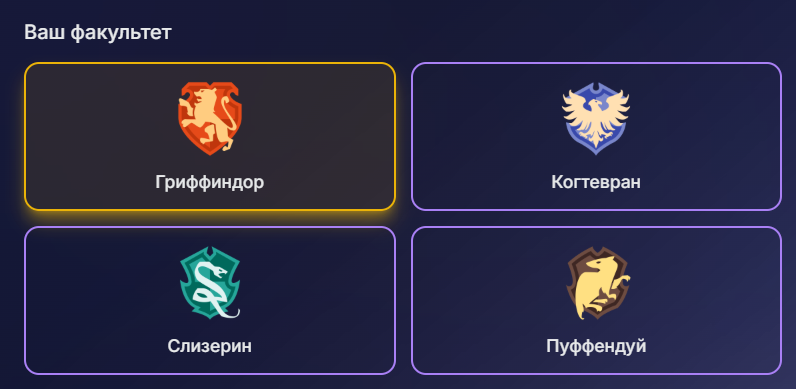 Ваш факультет
Гриффиндор
Когтевран
Слизерин
Пуффендуй